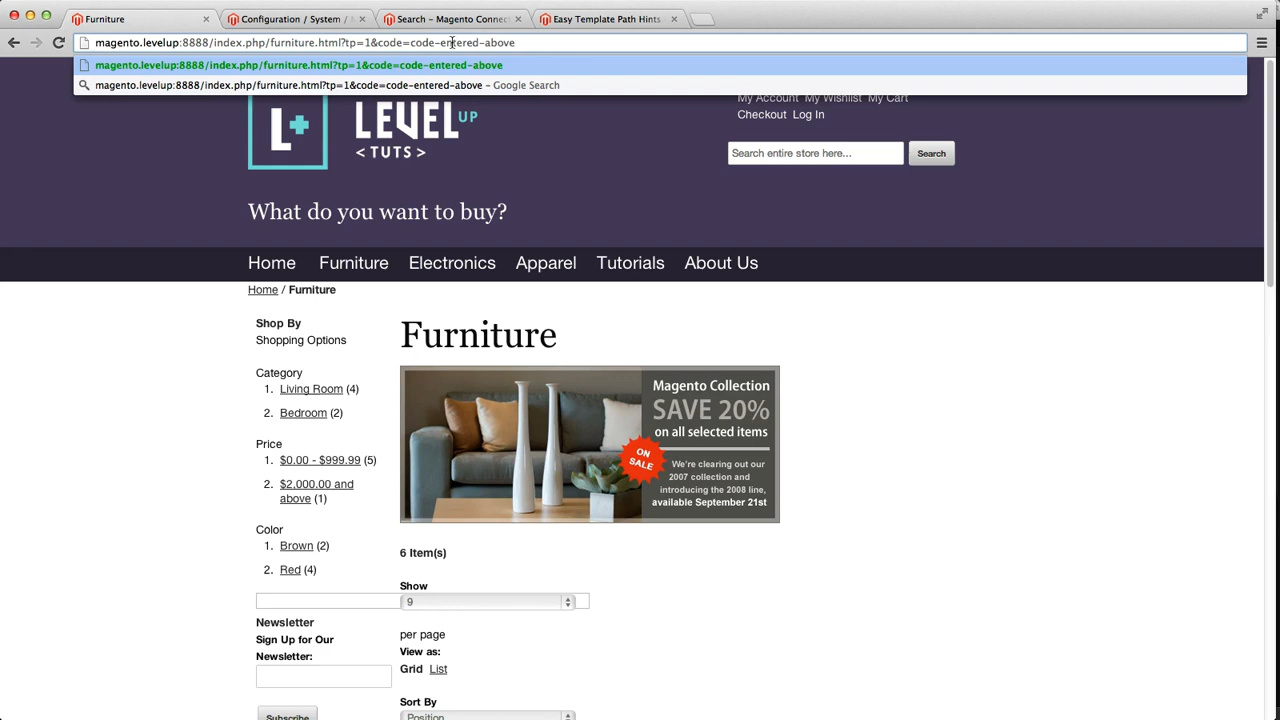 Furniture
Configuration / System / M
Search – Magento Connect
Easy Template Path Hints
magento.levelup:8888/index.php/furniture.html?tp=1&code=code-entered-above
magento.levelup:8888/index.php/furniture.html?tp=1&code=code-entered-above
magento.levelup:8888/index.php/furniture.html?tp=1&code=code-entered-above – Google Search
My Account My Wishlist My Cart
Checkout Log In
L+
LEVEL UP
< TUTS >
Search entire store here...
Search
What do you want to buy?
Home Furniture Electronics Apparel Tutorials About Us
Home / Furniture
Shop By
Shopping Options
Category
1. Living Room (4)
2. Bedroom (2)
Price
1. $0.00 - $999.99 (5)
2. $2,000.00 and
above (1)
Color
1. Brown (2)
2. Red (4)
Newsletter
Sign Up for Our
Newsletter:
Subscribe
Furniture
Magento Collection
SAVE 20%
on all selected items
ON
SALE
We're clearing out our
2007 collection and
introducing the 2008 line,
available September 21st
6 Item(s)
Show
9
per page
View as:
Grid List
Sort By
Position